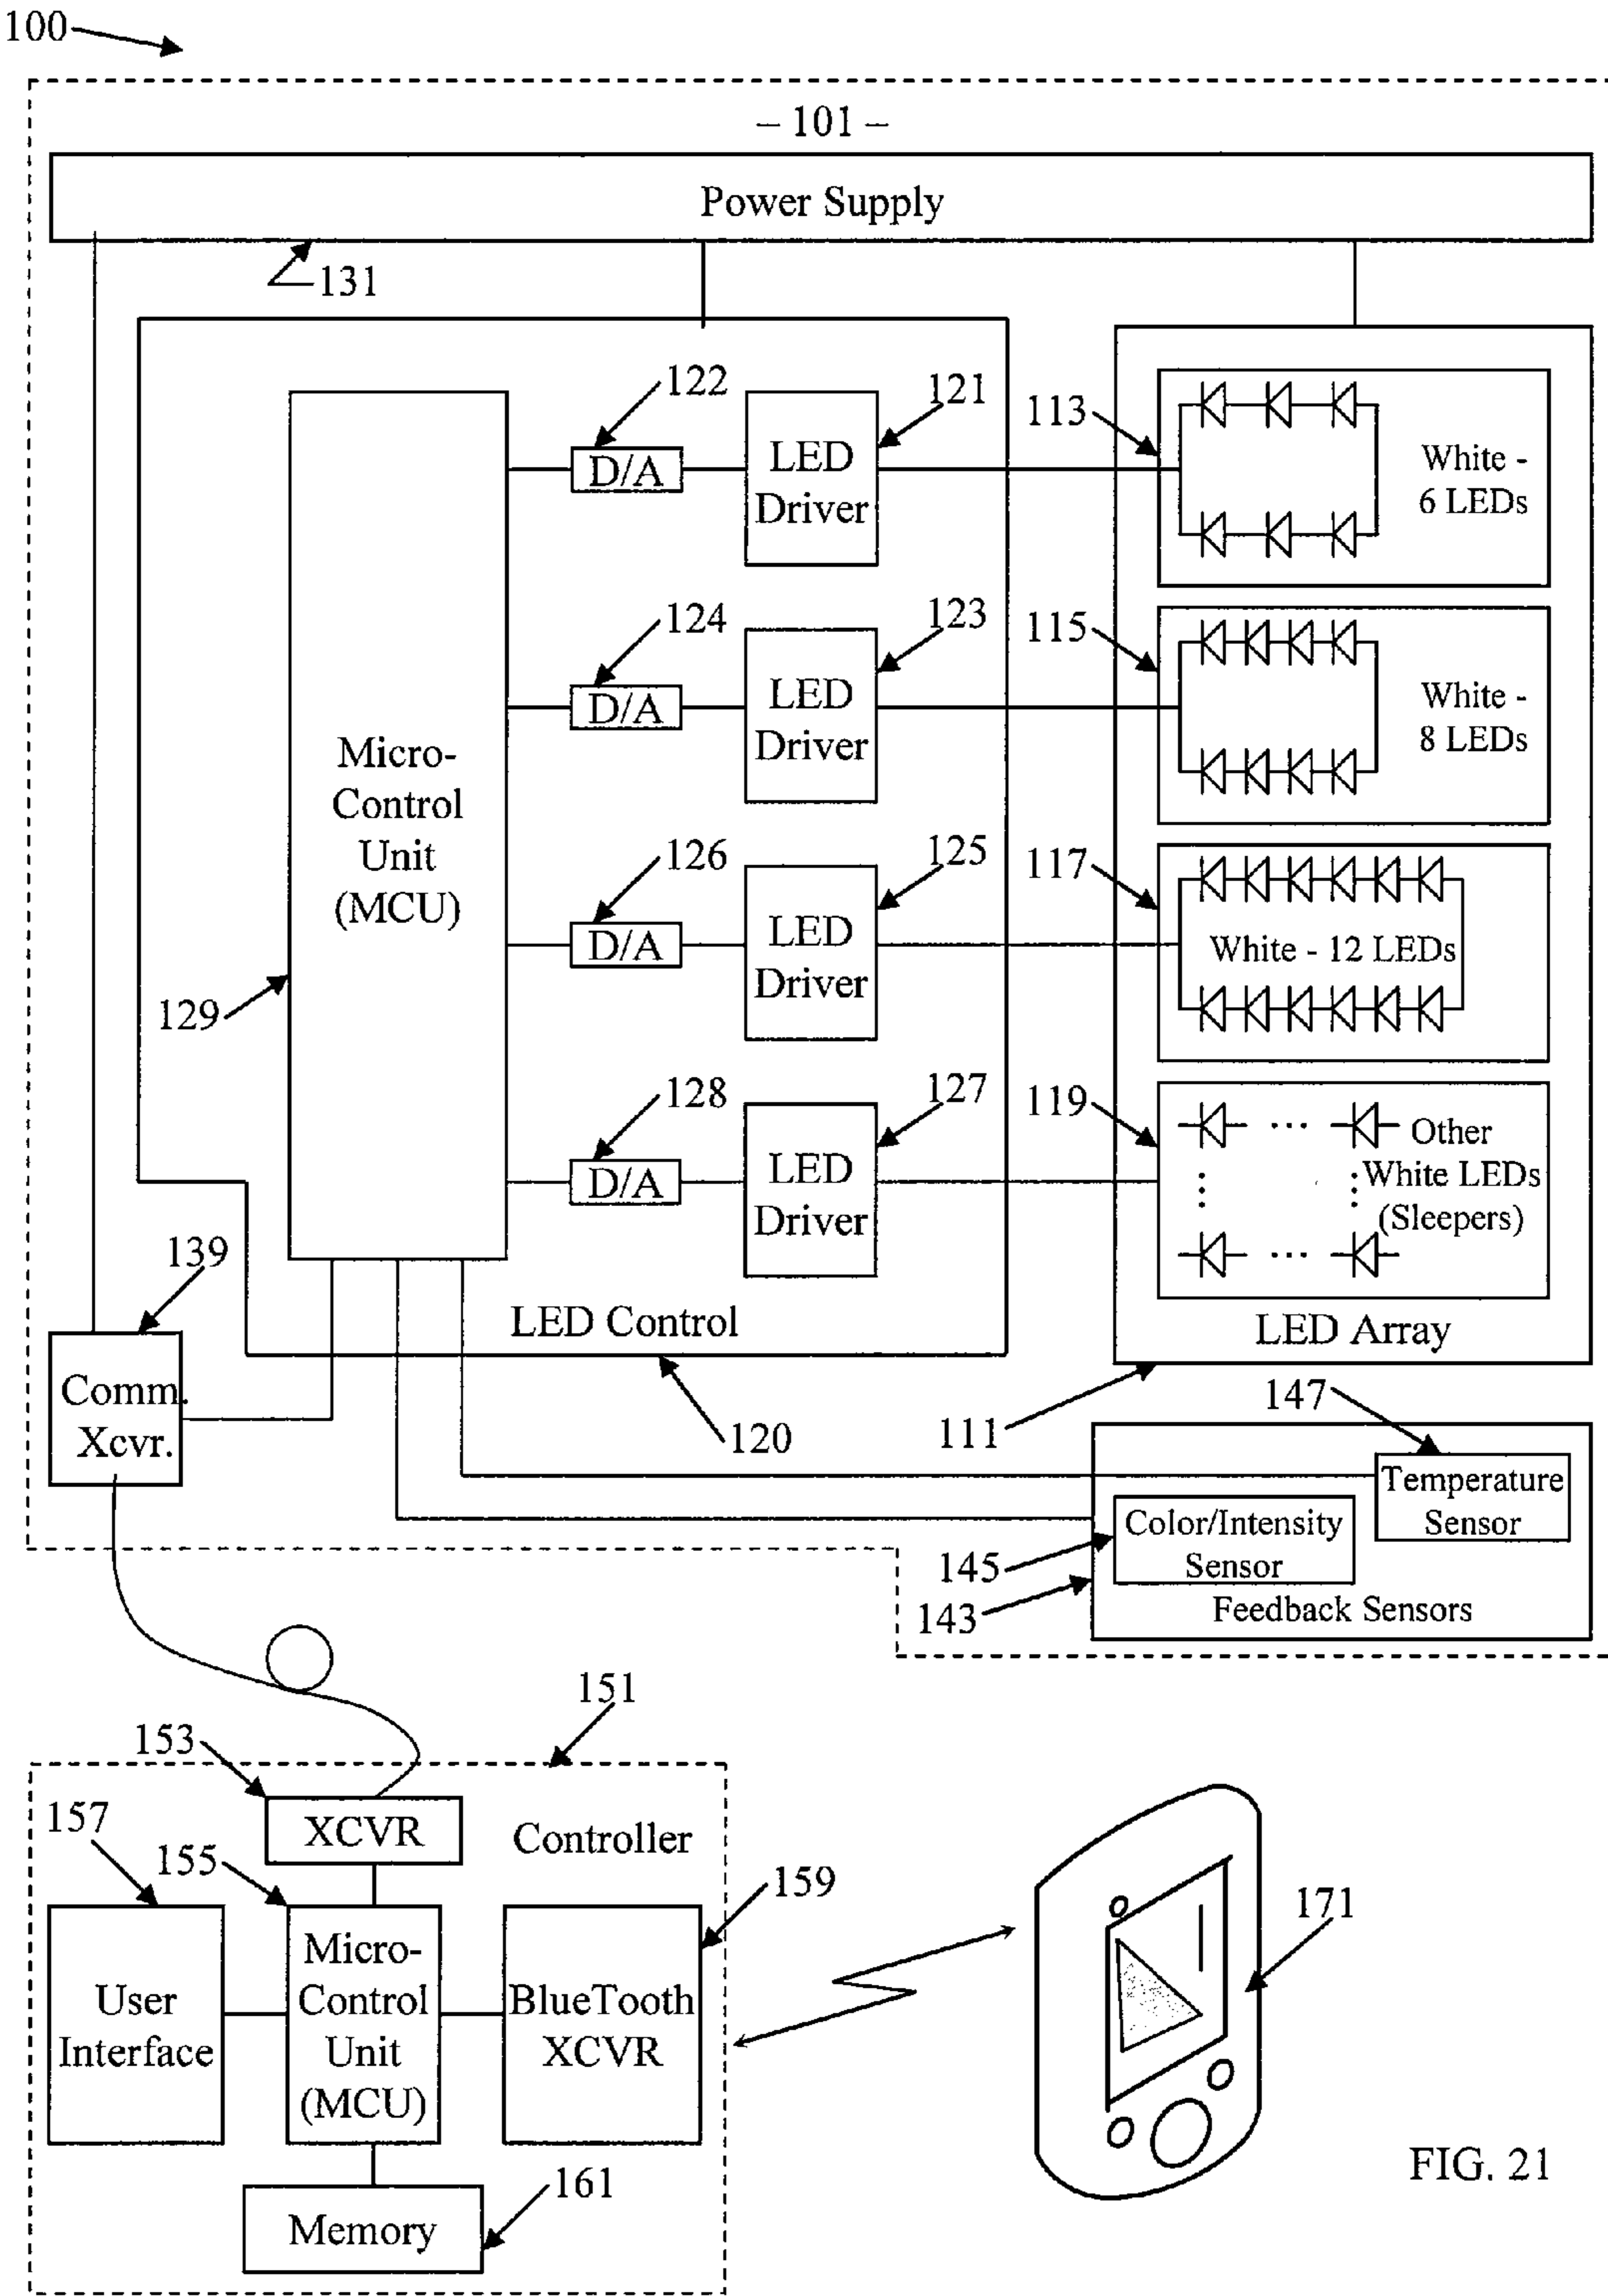 100
– 101 –
Power Supply
131
122
121
113
D/A
LED
Driver
White -
6 LEDs
124
123
115
D/A
LED
Driver
White -
8 LEDs
Micro-
Control
Unit
(MCU)
126
125
117
D/A
LED
Driver
White - 12 LEDs
129
128
127
119
D/A
LED
Driver
Other
White LEDs
(Sleepers)
139
LED Control
LED Array
Comm.
Xcvr.
120
111
147
Temperature
Sensor
Color/Intensity
Sensor
145
143
Feedback Sensors
151
153
XCVR
Controller
157
155
159
171
User
Interface
Micro-
Control
Unit
(MCU)
BlueTooth
XCVR
161
Memory
FIG. 21